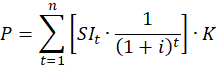 P = \sum_{t=1}^{n} \left[ SI_t \cdot \frac{1}{(1+i)^t} \right] \cdot K